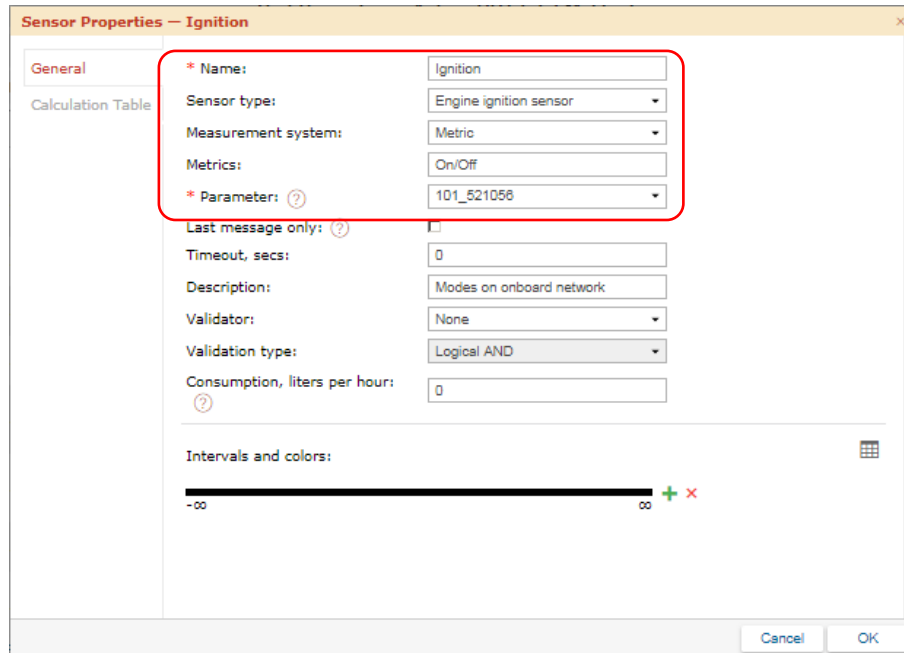 Sensor Properties — Ignition ×
General
Calculation Table
* Name: Ignition
Sensor type: Engine ignition sensor
Measurement system: Metric
Metrics: On/Off
* Parameter: ? 101_521056
Last message only: ?
Timeout, secs: 0
Description: Modes on onboard network
Validator: None
Validation type: Logical AND
Consumption, liters per hour: 0
?
Intervals and colors:
-∞ ∞
Cancel OK